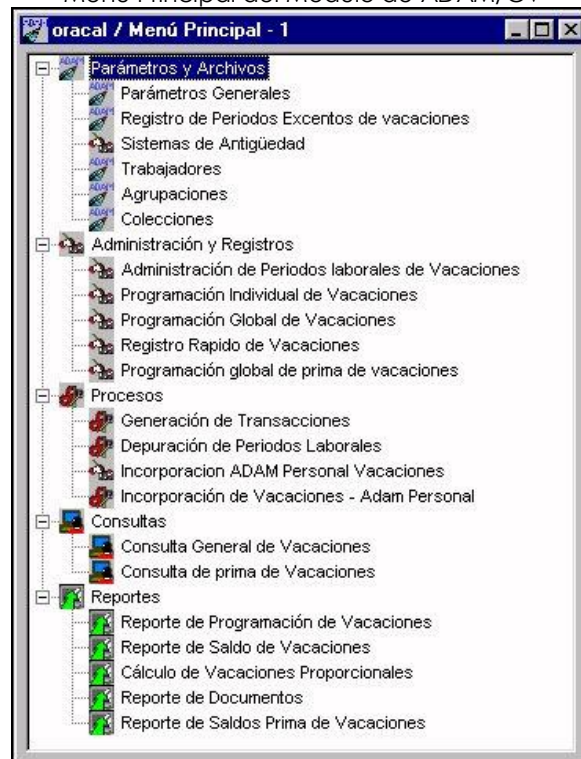 Menú Principal del módulo de ADAM/SV
oracal / Menú Principal - 1
Parámetros y Archivos
Parámetros Generales
Registro de Periodos Excentos de vacaciones
Sistemas de Antigüedad
Trabajadores
Agrupaciones
Colecciones
Administración y Registros
Administración de Periodos laborales de Vacaciones
Programación Individual de Vacaciones
Programación Global de Vacaciones
Registro Rapido de Vacaciones
Programación global de prima de vacaciones
Procesos
Generación de Transacciones
Depuración de Periodos Laborales
Incorporacion ADAM Personal Vacaciones
Incorporación de Vacaciones - Adam Personal
Consultas
Consulta General de Vacaciones
Consulta de prima de Vacaciones
Reportes
Reporte de Programación de Vacaciones
Reporte de Saldo de Vacaciones
Cálculo de Vacaciones Proporcionales
Reporte de Documentos
Reporte de Saldos Prima de Vacaciones